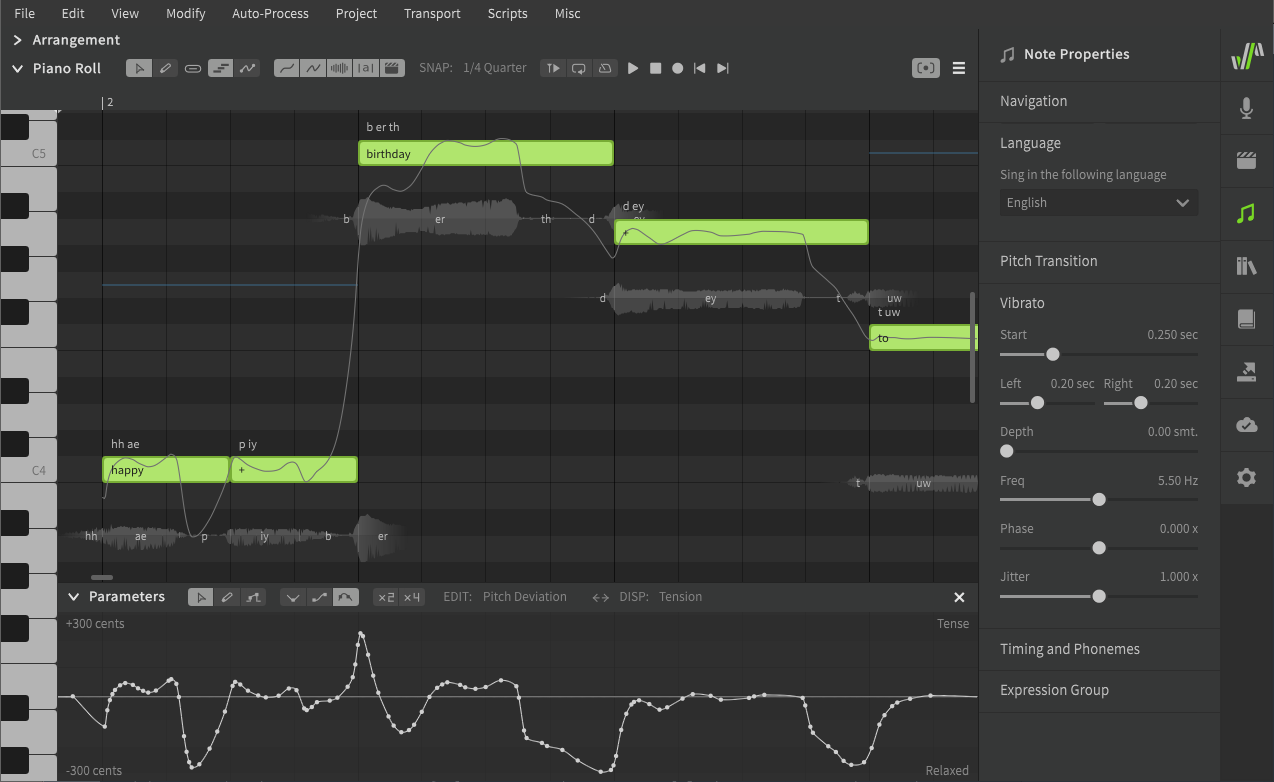 File Edit View Modify Auto-Process Project Transport Scripts Misc
Arrangement
Piano Roll SNAP: 1/4 Quarter
2
C5
C4
b er th
birthday
b er th d ey
d ey
+
d ey t uw
t uw
to
hh ae p iy
happy +
t uw
hh ae p iy b er
Parameters x2 x4 EDIT: Pitch Deviation DISP: Tension
+300 cents Tense
-300 cents Relaxed
Note Properties
Navigation
Language
Sing in the following language
English
Pitch Transition
Vibrato
Start 0.250 sec
Left 0.20 sec Right 0.20 sec
Depth 0.00 smt.
Freq 5.50 Hz
Phase 0.000 x
Jitter 1.000 x
Timing and Phonemes
Expression Group